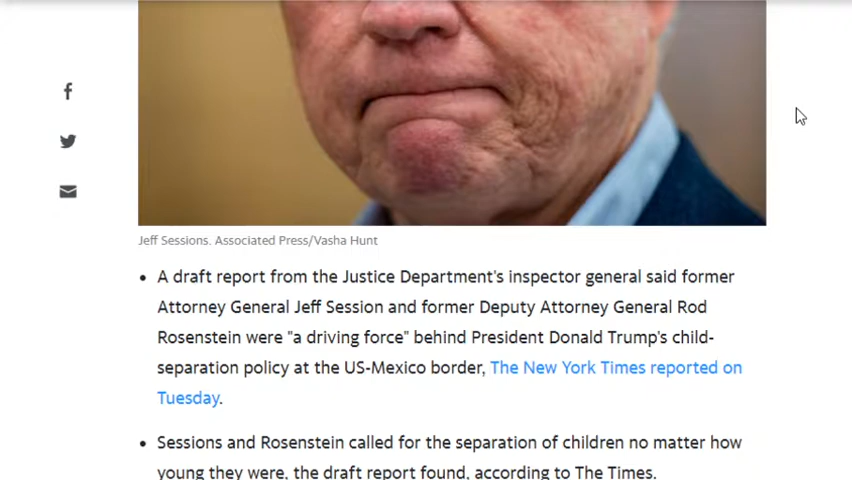 Jeff Sessions. Associated Press/Vasha Hunt
• A draft report from the Justice Department's inspector general said former
Attorney General Jeff Session and former Deputy Attorney General Rod
Rosenstein were "a driving force" behind President Donald Trump's child-
separation policy at the US-Mexico border, The New York Times reported on
Tuesday.
• Sessions and Rosenstein called for the separation of children no matter how
young they were, the draft report found, according to The Times.